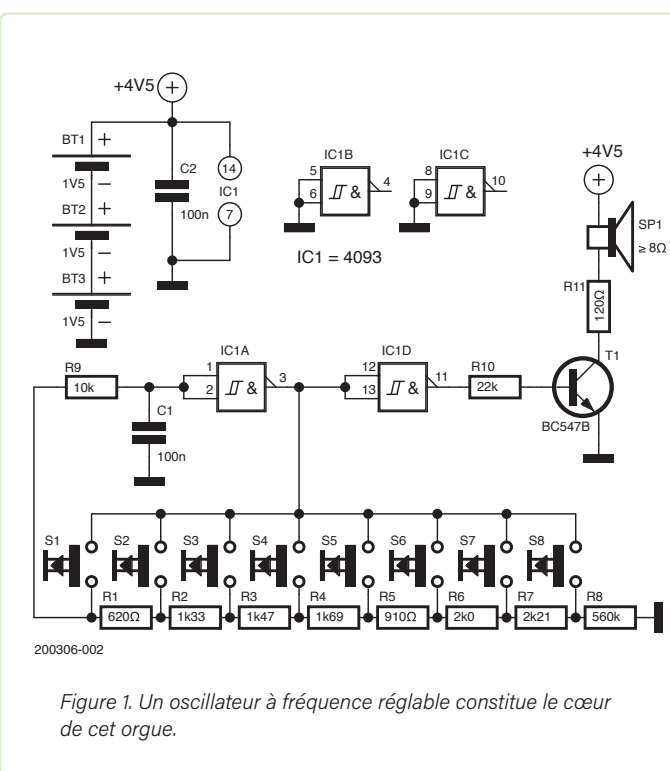 +4V5
BT1 +
1V5 –
BT2 +
1V5 –
BT3 +
1V5 –
C2
100n
14
IC1
7
IC1B
5
6
&
4
IC1C
8
9
&
10
IC1 = 4093
+4V5
SP1
≥ 8Ω
R11
120Ω
T1
BC547B
R9
10k
C1
100n
IC1A
1
2
&
3
IC1D
12
13
&
11
R10
22k
S1 S2 S3 S4 S5 S6 S7 S8
R1 R2 R3 R4 R5 R6 R7 R8
620Ω 1k33 1k47 1k69 910Ω 2k0 2k21 560k
200306-002
Figure 1. Un oscillateur à fréquence réglable constitue le cœur
de cet orgue.